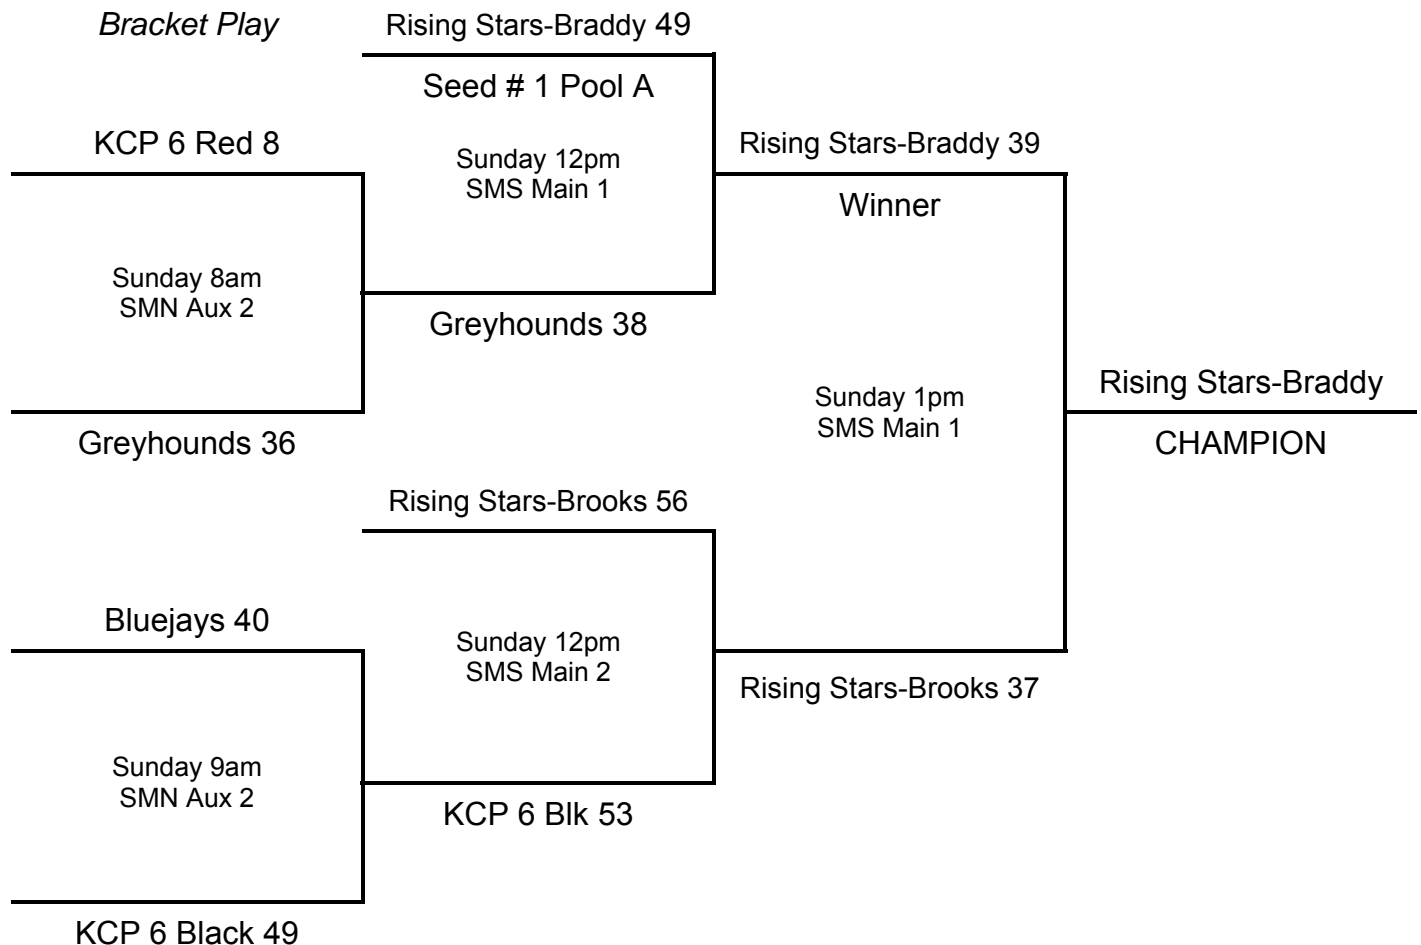 Bracket Play
Rising Stars-Braddy 49
Seed # 1 Pool A
KCP 6 Red 8
Sunday 12pm
SMS Main 1
Rising Stars-Braddy 39
Winner
Sunday 8am
SMN Aux 2
Greyhounds 38
Greyhounds 36
Sunday 1pm
SMS Main 1
Rising Stars-Braddy
CHAMPION
Rising Stars-Brooks 56
Bluejays 40
Sunday 12pm
SMS Main 2
Rising Stars-Brooks 37
Sunday 9am
SMN Aux 2
KCP 6 Blk 53
KCP 6 Black 49